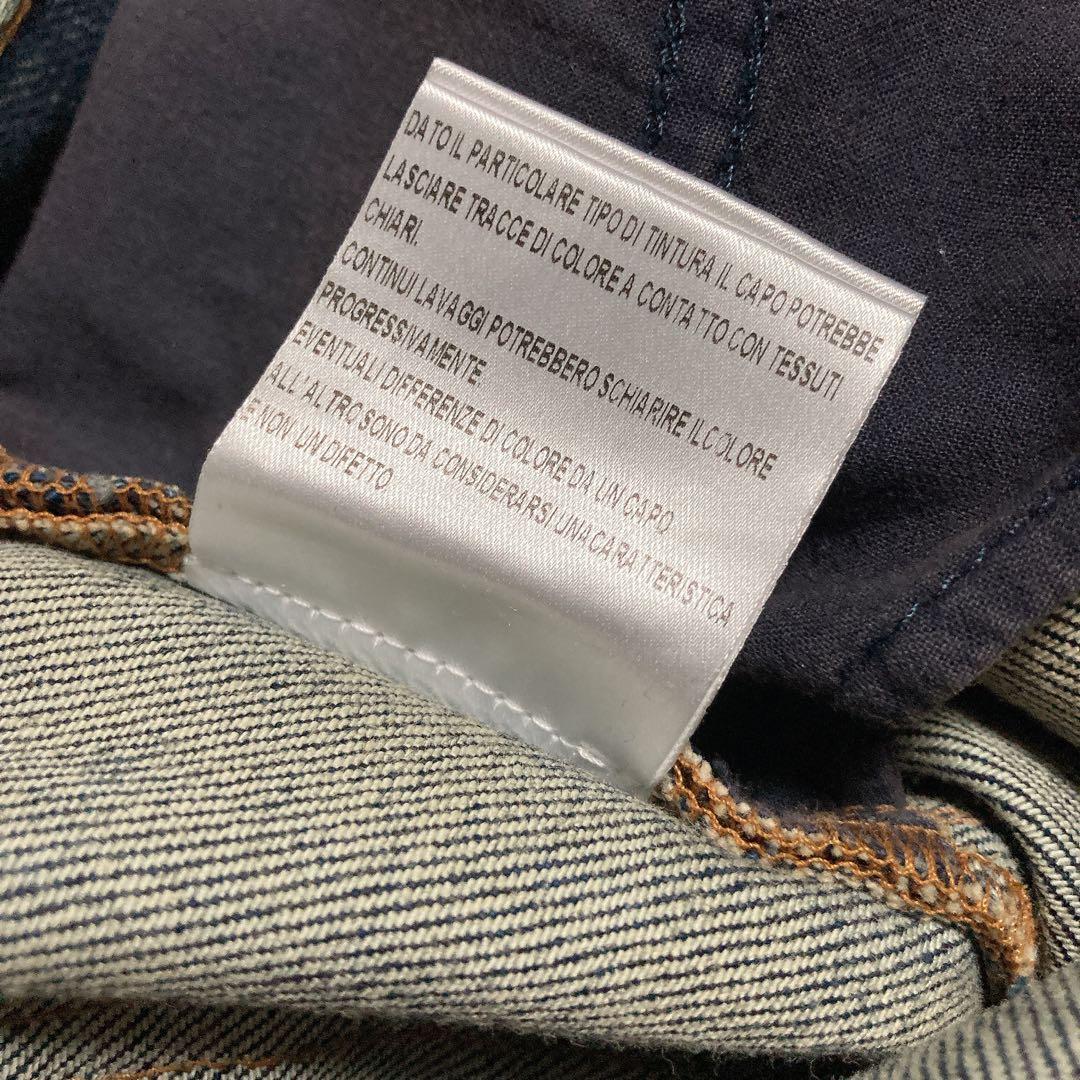 DATO IL PARTICOLARE TIPO DI TINTURA IL CAPO POTREBBE
LASCIARE TRACCE DI COLORE A CONTATTO CON TESSUTI
CHIARI.
CONTINUI LAVAGGI POTREBBERO SCHIARIRE IL COLORE
PROGRESSIVAMENTE.
EVENTUALI DIFFERENZE DI COLORE DA UN CAPO
ALL'ALTRO SONO DA CONSIDERARSI UNA CARATTERISTICA
E NON UN DIFETTO